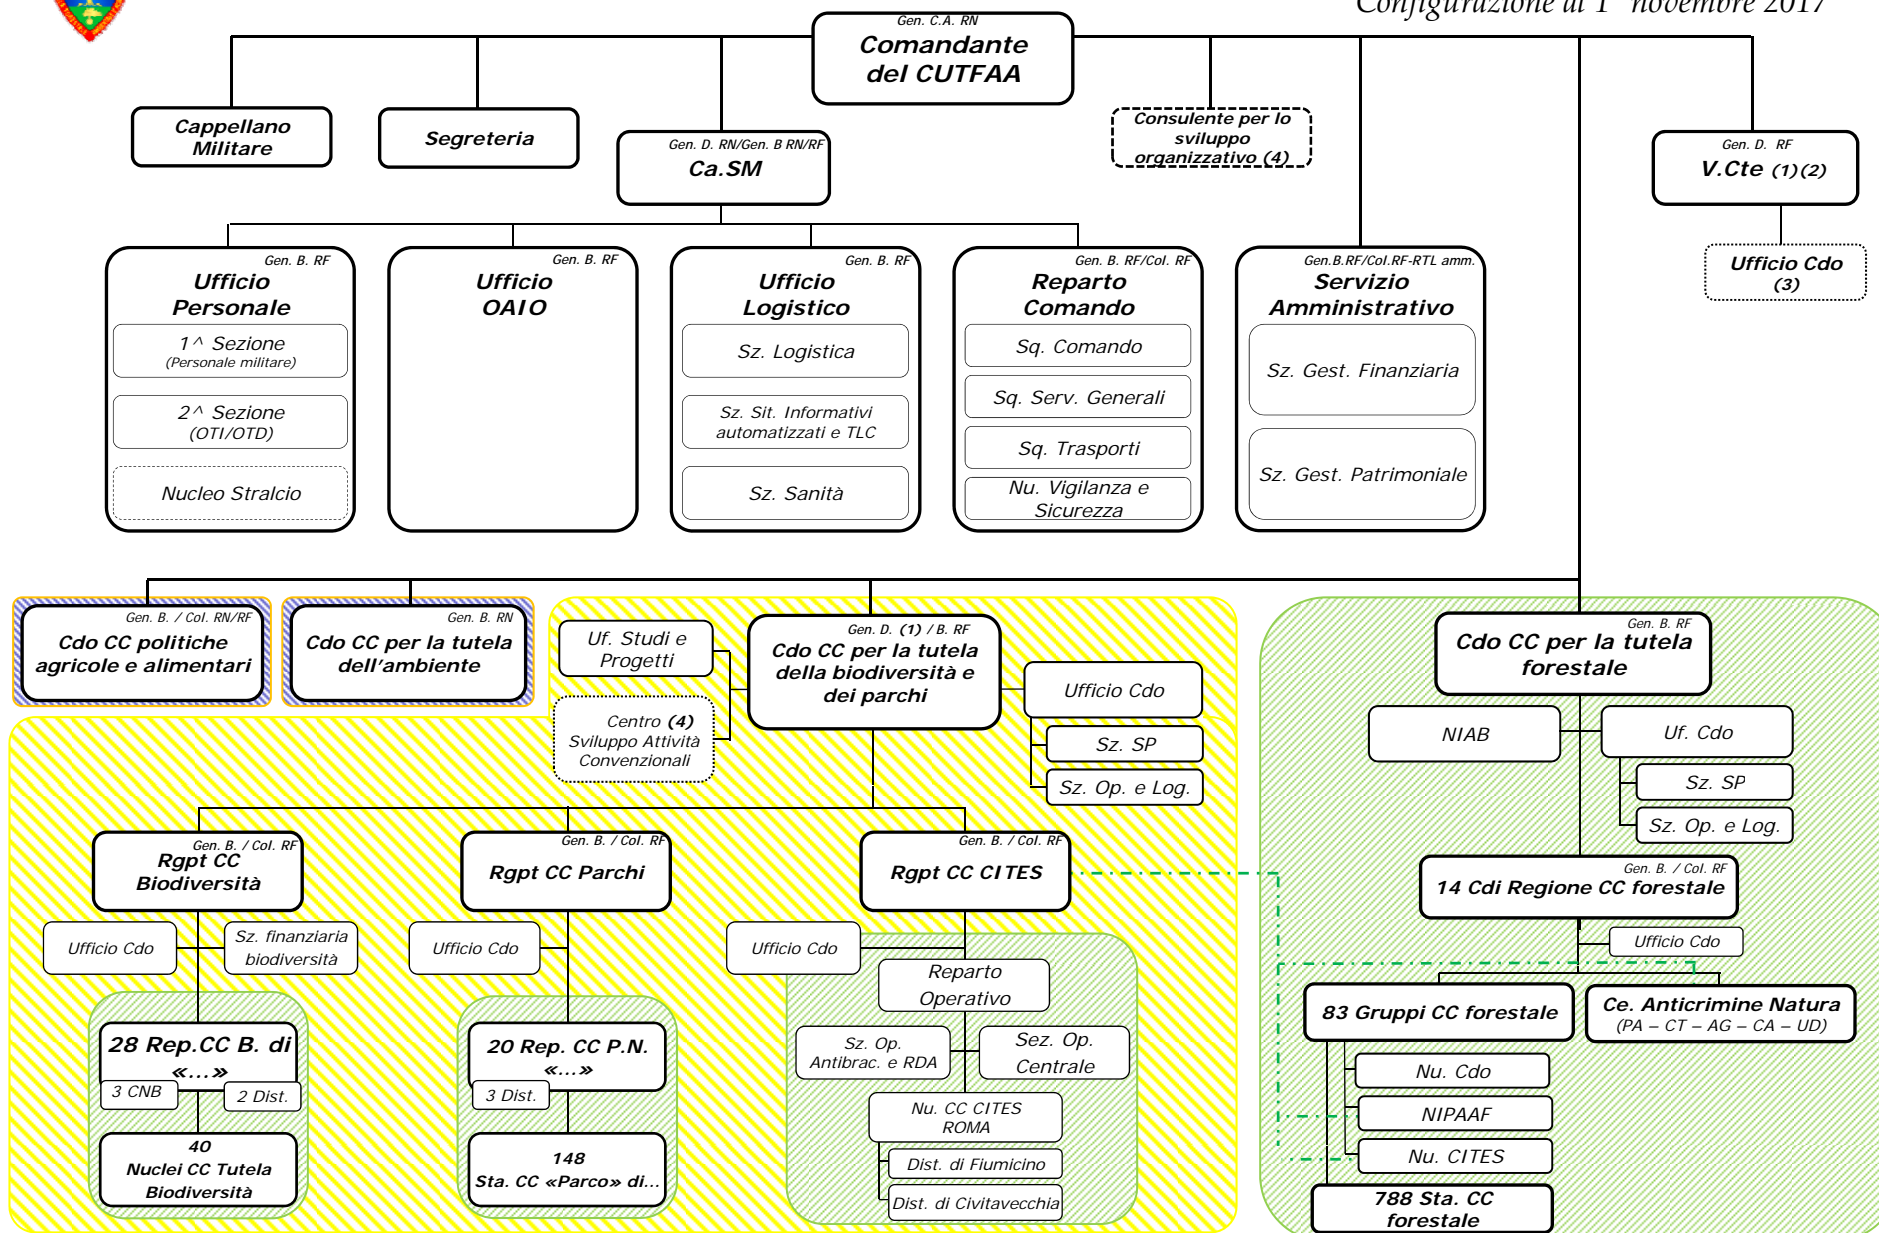 Configurazione al 1° novembre 2017
Gen. C.A. RN
Comandante
del CUTFAA
Cappellano
Militare
Segreteria
Gen. D. RN/Gen. B RN/RF
Ca.SM
Consulente per lo
sviluppo
organizzativo (4)
Gen. D. RF
V.Cte (1)(2)
Ufficio Cdo
(3)
Gen. B. RF
Ufficio
Personale
1^ Sezione
(Personale militare)
2^ Sezione
(OTI/OTD)
Nucleo Stralcio
Gen. B. RF
Ufficio
OAIO
Gen. B. RF
Ufficio
Logistico
Sz. Logistica
Sz. Sit. Informativi
automatizzati e TLC
Sz. Sanità
Gen. B. RF/Col. RF
Reparto
Comando
Sq. Comando
Sq. Serv. Generali
Sq. Trasporti
Nu. Vigilanza e
Sicurezza
Gen.B.RF/Col.RF-RTL amm.
Servizio
Amministrativo
Sz. Gest. Finanziaria
Sz. Gest. Patrimoniale
Gen. B. / Col. RN/RF
Cdo CC politiche
agricole e alimentari
Gen. B. RN
Cdo CC per la tutela
dell'ambiente
Uf. Studi e
Progetti
Centro (4)
Sviluppo Attività
Convenzionali
Gen. D. (1) / B. RF
Cdo CC per la tutela
della biodiversità e
dei parchi
Ufficio Cdo
Sz. SP
Sz. Op. e Log.
Gen. B. RF
Cdo CC per la tutela
forestale
NIAB
Uf. Cdo
Sz. SP
Sz. Op. e Log.
Gen. B. / Col. RF
Rgpt CC
Biodiversità
Ufficio Cdo
Sz. finanziaria
biodiversità
28 Rep.CC B. di
«...»
3 CNB
2 Dist.
40
Nuclei CC Tutela
Biodiversità
Gen. B. / Col. RF
Rgpt CC Parchi
Ufficio Cdo
20 Rep. CC P.N.
«...»
3 Dist.
148
Sta. CC «Parco» di...
Gen. B. / Col. RF
Rgpt CC CITES
Ufficio Cdo
Reparto
Operativo
Sz. Op.
Antibrac. e RDA
Sez. Op.
Centrale
Nu. CC CITES
ROMA
Dist. di Fiumicino
Dist. di Civitavecchia
Gen. B. / Col. RF
14 Cdi Regione CC forestale
Ufficio Cdo
83 Gruppi CC forestale
Ce. Anticrimine Natura
(PA – CT – AG – CA – UD)
Nu. Cdo
NIPAAF
Nu. CITES
788 Sta. CC
forestale